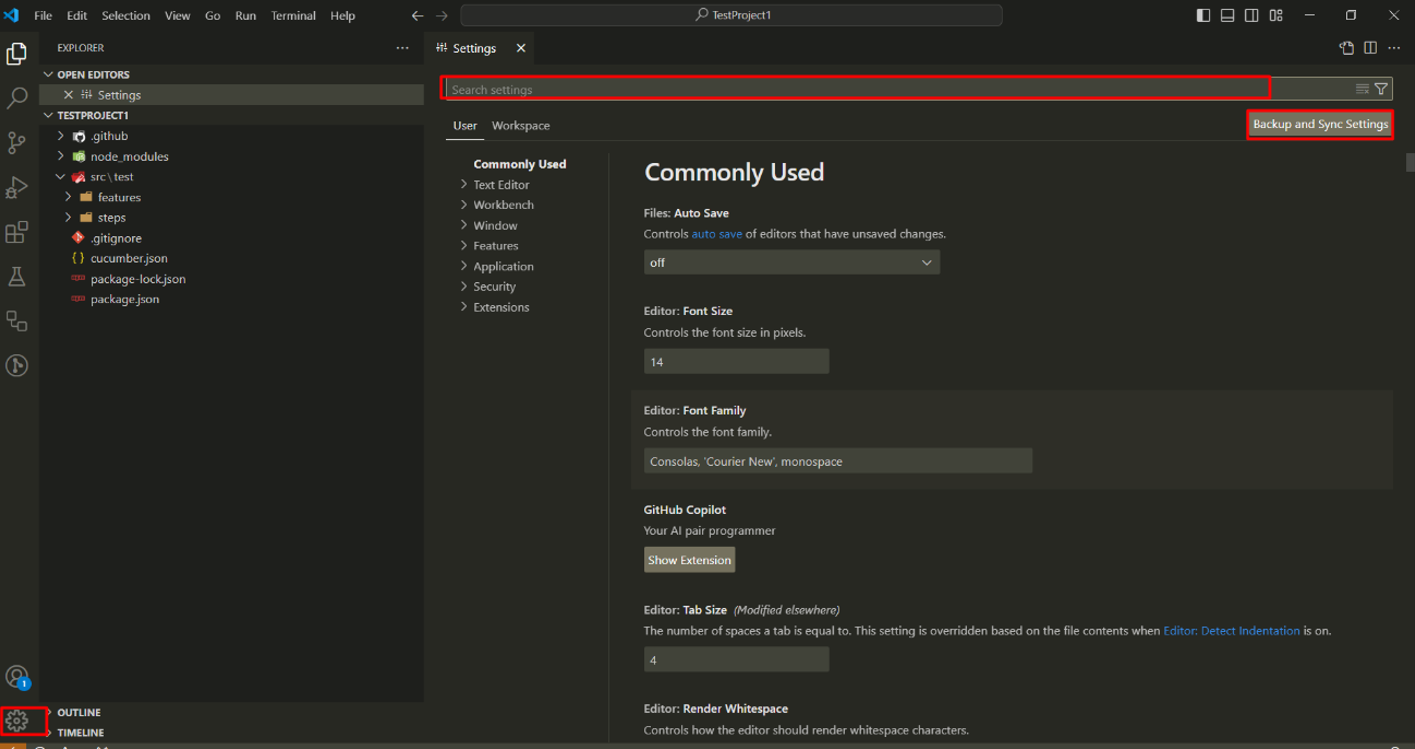 File Edit Selection View Go Run Terminal Help
TestProject1
EXPLORER
OPEN EDITORS
Settings
TESTPROJECT1
.github
node_modules
src\test
features
steps
.gitignore
cucumber.json
package-lock.json
package.json
1
OUTLINE
TIMELINE
Settings
Search settings
User Workspace
Backup and Sync Settings
Commonly Used
Text Editor
Workbench
Window
Features
Application
Security
Extensions
Commonly Used
Files: Auto Save
Controls auto save of editors that have unsaved changes.
off
Editor: Font Size
Controls the font size in pixels.
14
Editor: Font Family
Controls the font family.
Consolas, 'Courier New', monospace
GitHub Copilot
Your AI pair programmer
Show Extension
Editor: Tab Size (Modified elsewhere)
The number of spaces a tab is equal to. This setting is overridden based on the file contents when Editor: Detect Indentation is on.
4
Editor: Render Whitespace
Controls how the editor should render whitespace characters.